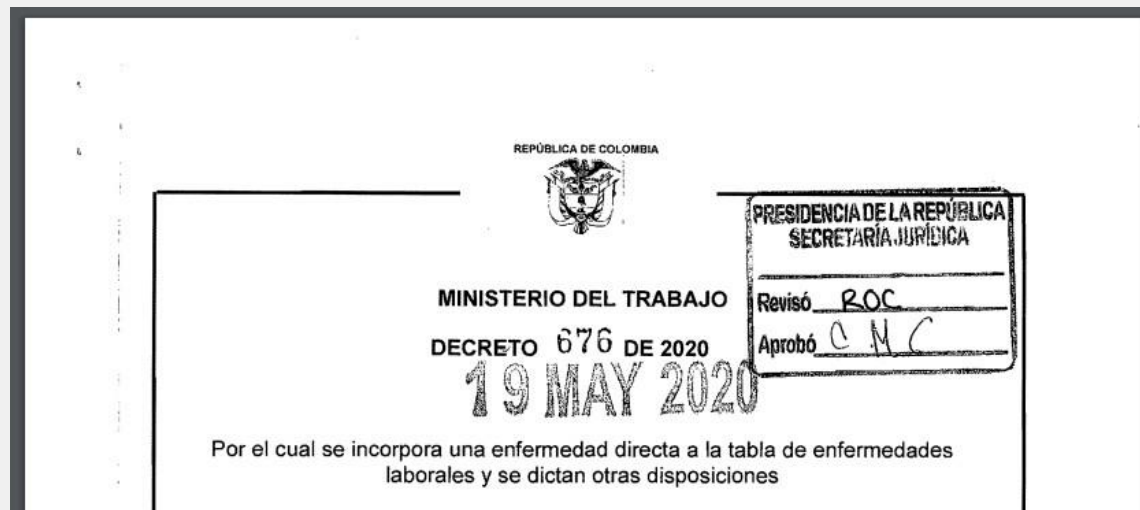 REPÚBLICA DE COLOMBIA
PRESIDENCIA DE LA REPÚBLICA
SECRETARÍA JURÍDICA
Revisó ROC
Aprobó C M C
MINISTERIO DEL TRABAJO
DECRETO 676 DE 2020
19 MAY 2020
Por el cual se incorpora una enfermedad directa a la tabla de enfermedades
laborales y se dictan otras disposiciones